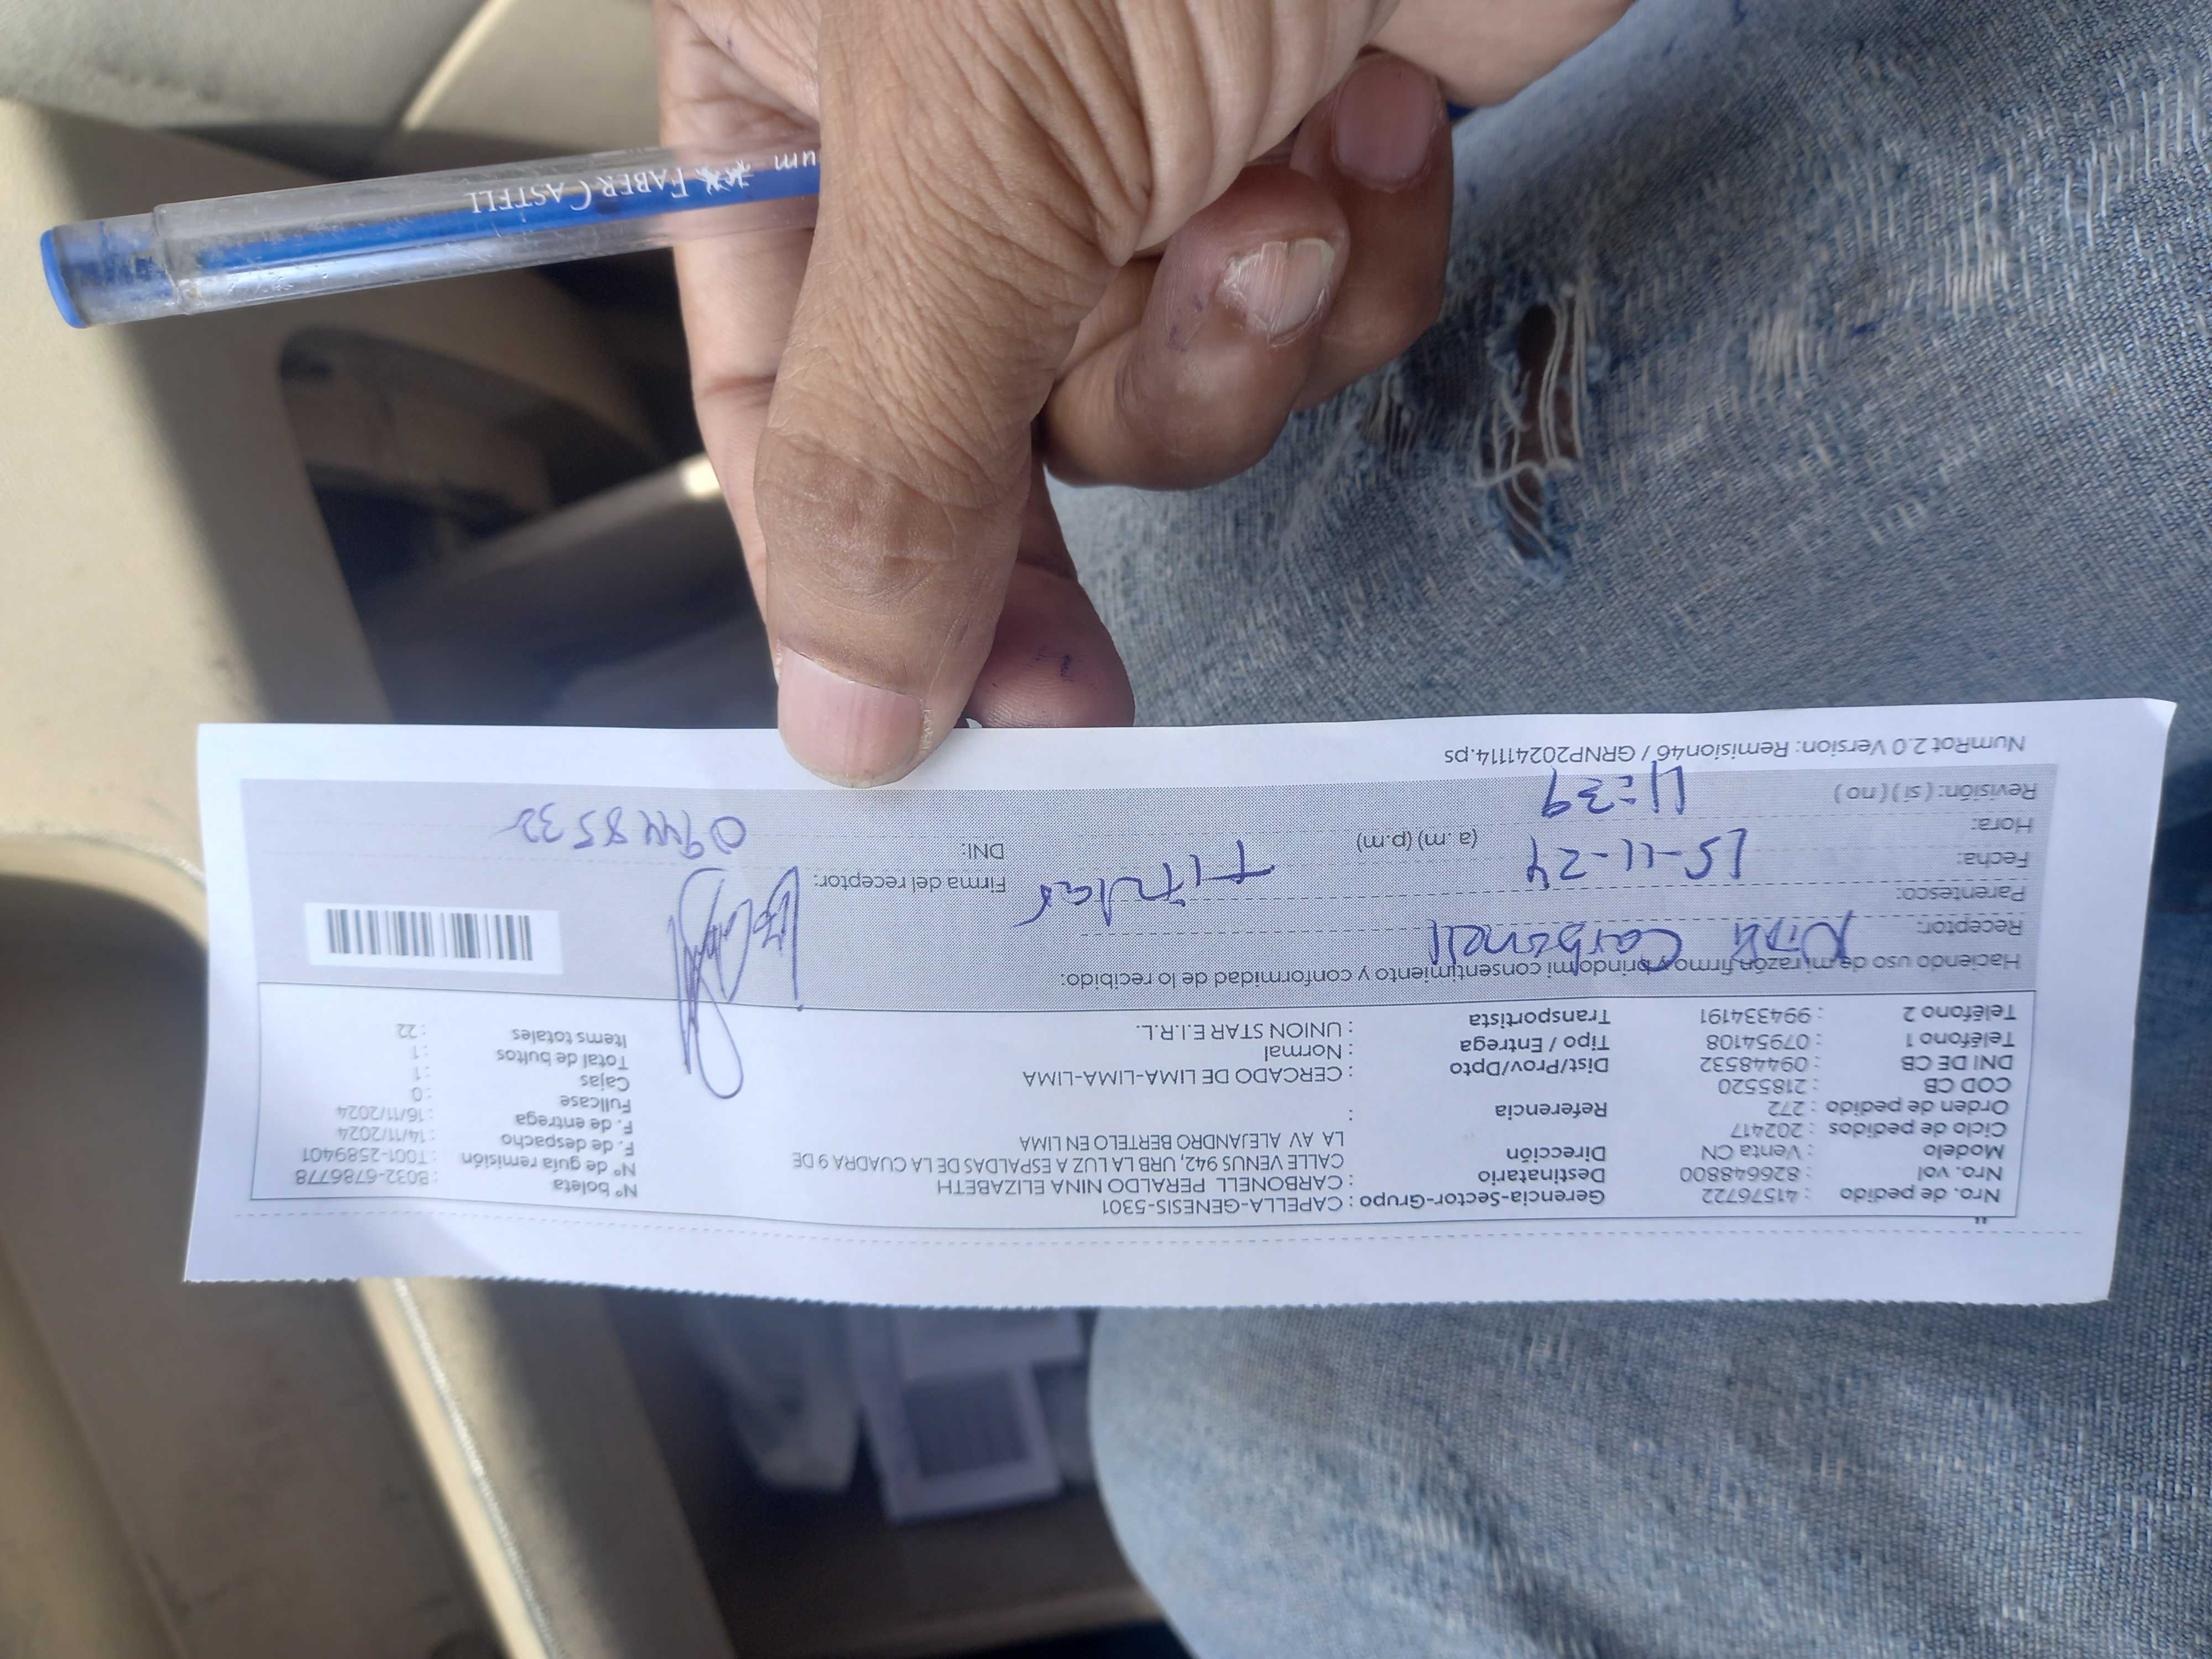 Nro. de pedido : 41576722 Gerencia-Sector-Grupo : CAPELLA-GENESIS-5301 N° boleta : B032-6786778
Nro. vol : 826648800 Destinatario : CARBONELL PERALDO NINA ELIZABETH N° de guía remisión : T001-2589401
Modelo : Venta CN Dirección CALLE VENUS 942, URB LA LUZ A ESPALDAS DE LA CUADRA 9 DE F. de despacho : 14/11/2024
Ciclo de pedidos : 202417 LA AV ALEJANDRO BERTELO EN LIMA F. de entrega : 16/11/2024
Orden de pedido : 272 Referencia : Fullcase : 0
COD CB : 2185520 Cajas : 1
DNI DE CB : 09448532 Dist/Prov/Dpto : CERCADO DE LIMA-LIMA-LIMA Total de bultos : 1
Teléfono 1 : 07954108 Tipo / Entrega : Normal Items totales : 22
Teléfono 2 : 994334191 Transportista : UNION STAR E.I.R.L.
Haciendo uso de mi razón firmo y brindo mi consentimiento y conformidad de lo recibido:
Receptor: Nina Carbonell
Parentesco: Titular Firma del receptor:
Fecha: 15-11-24
Hora: 11:39 (a.m) (p.m) DNI: 09448532
Revisión: ( si ) ( no )
NumRot 2.0 Version: Remision46 / GRNP20241114.ps
FABER CASTELL
um